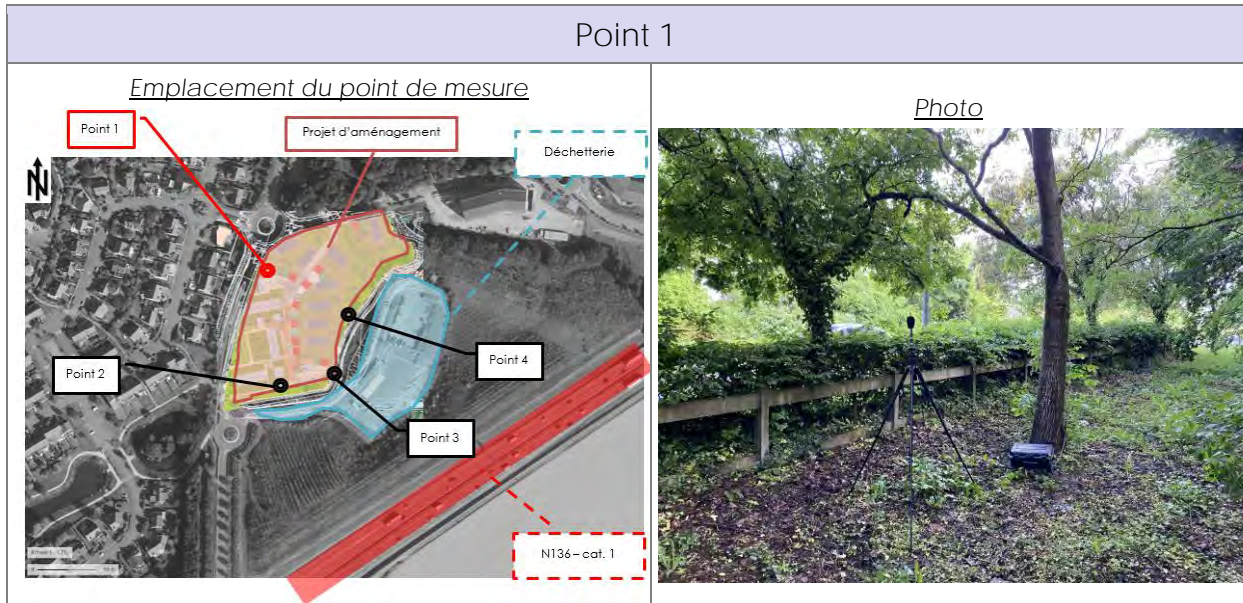 Point 1
Emplacement du point de mesure
Photo
Point 1
Projet d'aménagement
Déchetterie
N
Point 4
Point 2
Point 3
N136 – cat. 1